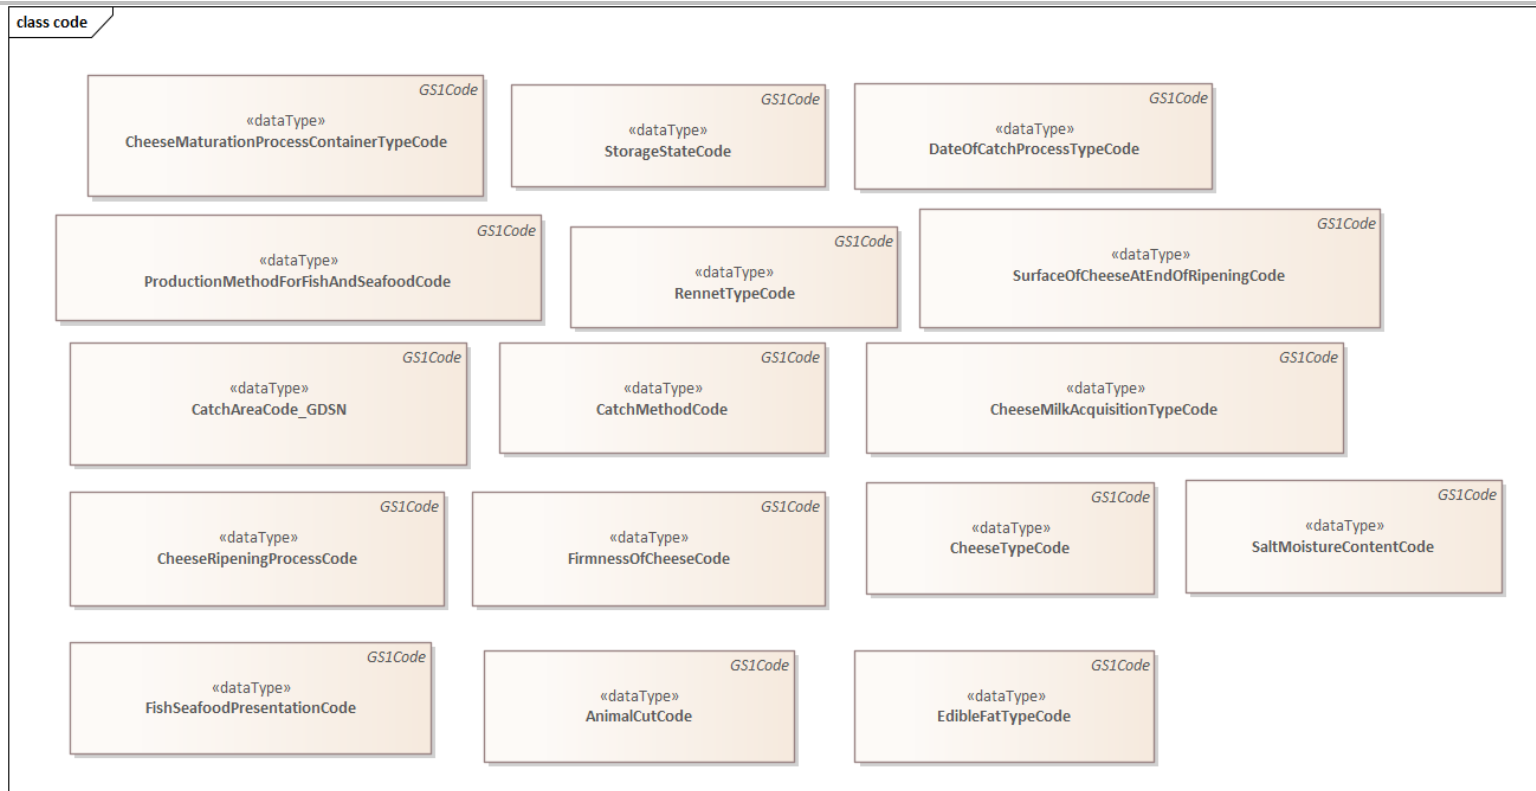 class code
GS1Code
«dataType»
CheeseMaturationProcessContainerTypeCode
GS1Code
«dataType»
StorageStateCode
GS1Code
«dataType»
DateOfCatchProcessTypeCode
GS1Code
«dataType»
ProductionMethodForFishAndSeafoodCode
GS1Code
«dataType»
RennetTypeCode
GS1Code
«dataType»
SurfaceOfCheeseAtEndOfRipeningCode
GS1Code
«dataType»
CatchAreaCode_GDSN
GS1Code
«dataType»
CatchMethodCode
GS1Code
«dataType»
CheeseMilkAcquisitionTypeCode
GS1Code
«dataType»
CheeseRipeningProcessCode
GS1Code
«dataType»
FirmnessOfCheeseCode
GS1Code
«dataType»
CheeseTypeCode
GS1Code
«dataType»
SaltMoistureContentCode
GS1Code
«dataType»
FishSeafoodPresentationCode
GS1Code
«dataType»
AnimalCutCode
GS1Code
«dataType»
EdibleFatTypeCode